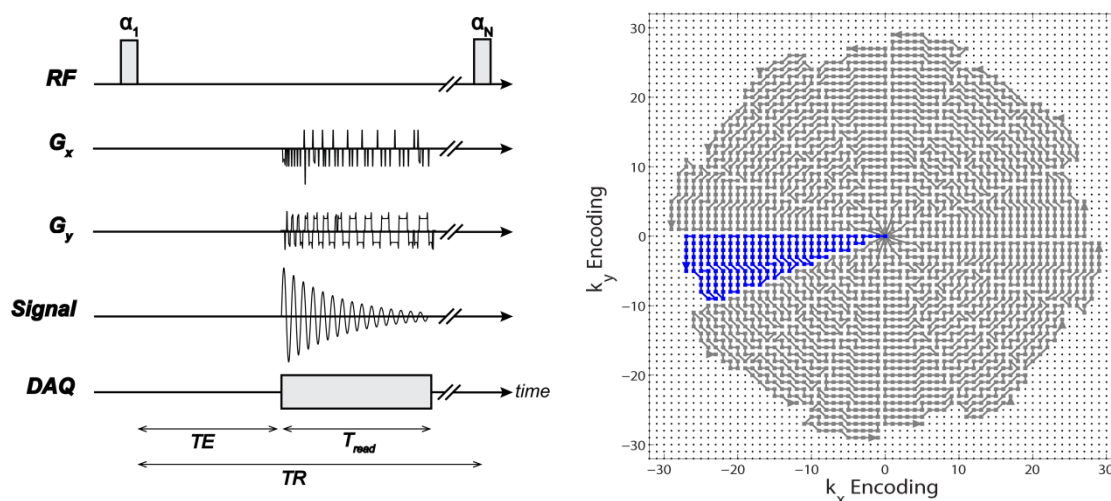 α1
αN
RF
Gx
Gy
Signal
DAQ
time
TE
Tread
TR
30
20
10
0
−10
−20
−30
ky Encoding
−30
−20
−10
0
10
20
30
kx Encoding